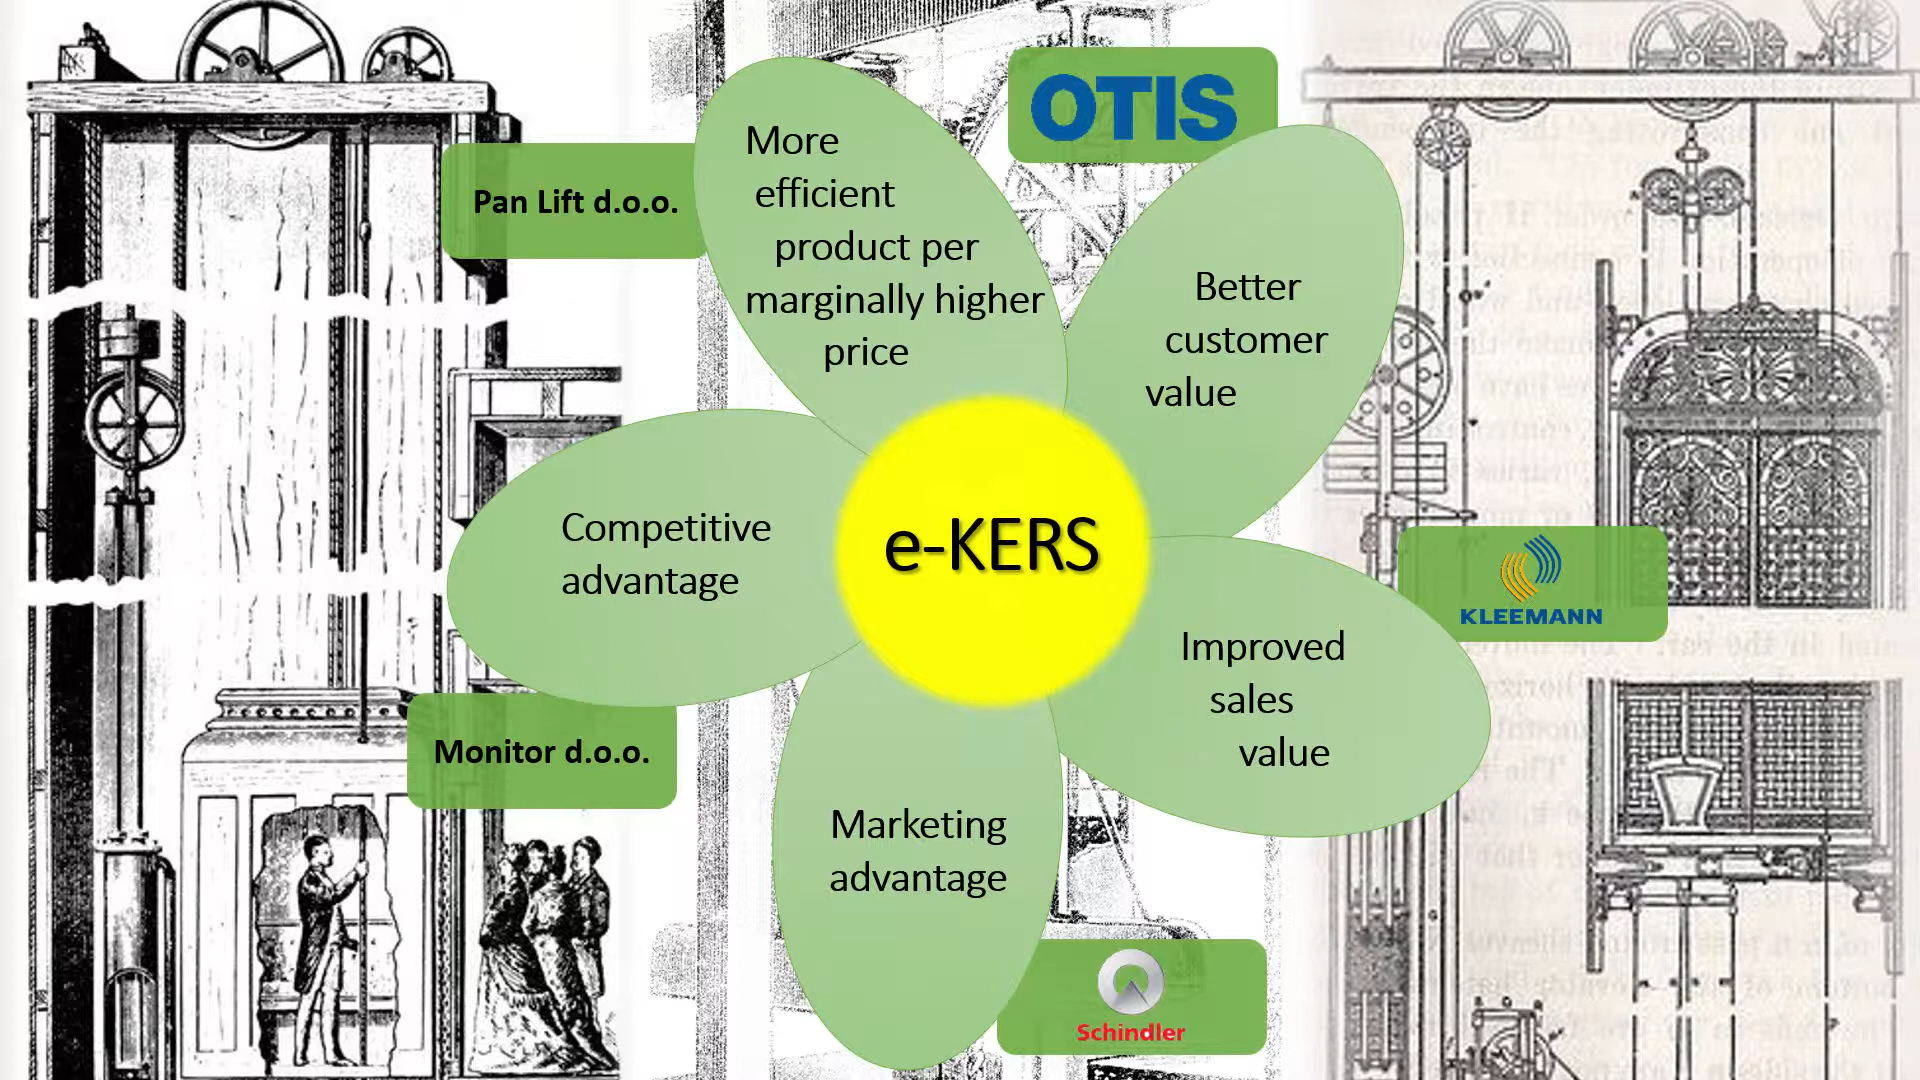 OTIS
Pan Lift d.o.o.
More
efficient
product per
marginally higher
price
Better
customer
value
Competitive
advantage
e-KERS
KLEEMANN
Improved
sales
value
Monitor d.o.o.
Marketing
advantage
Schindler